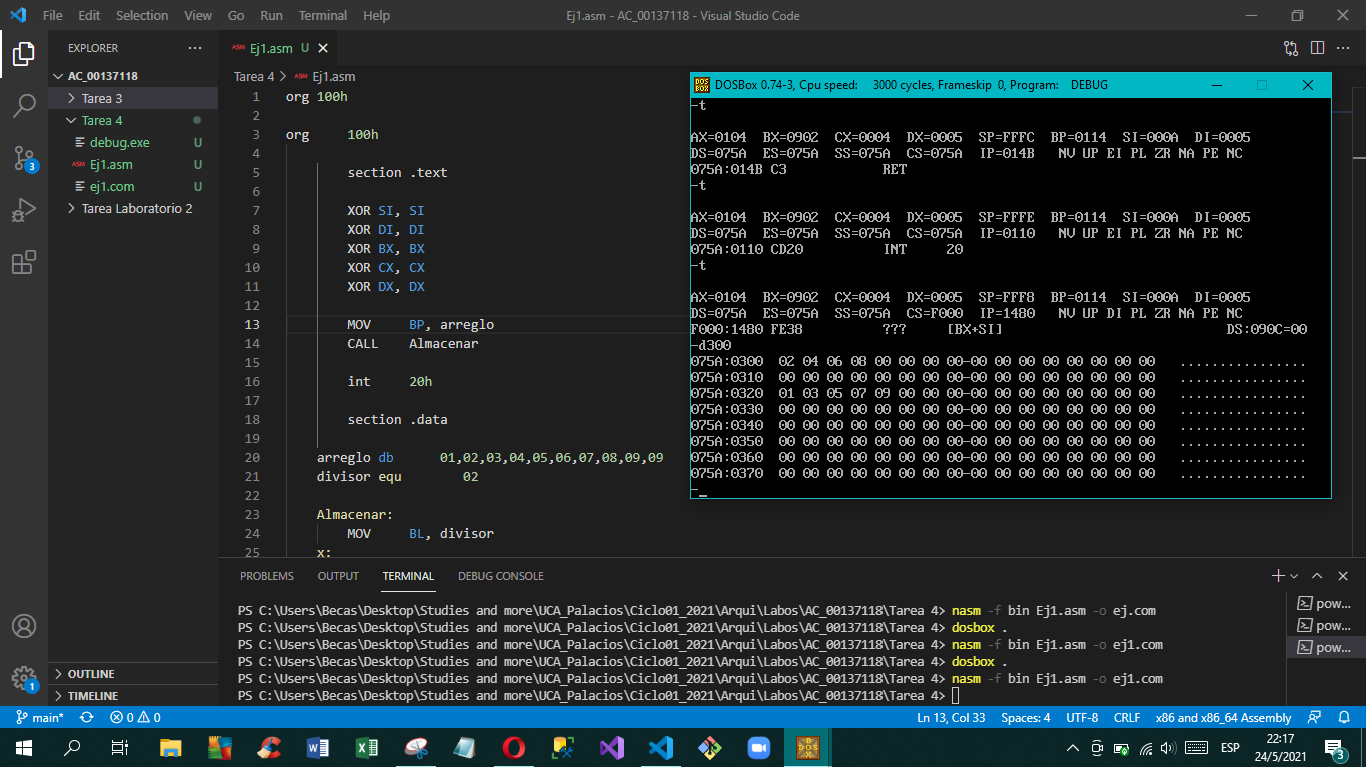 File Edit Selection View Go Run Terminal Help
Ej1.asm - AC_00137118 - Visual Studio Code
EXPLORER
AC_00137118
Tarea 3
Tarea 4
debug.exe U
ASM Ej1.asm U
ej1.com U
Tarea Laboratorio 2
OUTLINE
TIMELINE
3
1
ASM Ej1.asm U
Tarea 4 > ASM Ej1.asm
1 org 100h
2
3 org 100h
4
5 section .text
6
7 XOR SI, SI
8 XOR DI, DI
9 XOR BX, BX
10 XOR CX, CX
11 XOR DX, DX
12
13 MOV BP, arreglo
14 CALL Almacenar
15
16 int 20h
17
18 section .data
19
20 arreglo db 01,02,03,04,05,06,07,08,09,09
21 divisor equ 02
22
23 Almacenar:
24 MOV BL, divisor
25 x:
DOSBox 0.74-3, Cpu speed: 3000 cycles, Frameskip 0, Program: DEBUG
-t
AX=0104 BX=0902 CX=0004 DX=0005 SP=FFFC BP=0114 SI=000A DI=0005
DS=075A ES=075A SS=075A CS=075A IP=014B NV UP EI PL ZR NA PE NC
075A:014B C3 RET
-t
AX=0104 BX=0902 CX=0004 DX=0005 SP=FFFE BP=0114 SI=000A DI=0005
DS=075A ES=075A SS=075A CS=075A IP=0110 NV UP EI PL ZR NA PE NC
075A:0110 CD20 INT 20
-t
AX=0104 BX=0902 CX=0004 DX=0005 SP=FFF8 BP=0114 SI=000A DI=0005
DS=075A ES=075A SS=075A CS=F000 IP=1480 NV UP DI PL ZR NA PE NC
F000:1480 FE38 ??? [BX+SI] DS:090C=00
-d300
075A:0300 02 04 06 08 00 00 00 00-00 00 00 00 00 00 00 00 ................
075A:0310 00 00 00 00 00 00 00 00-00 00 00 00 00 00 00 00 ................
075A:0320 01 03 05 07 09 00 00 00-00 00 00 00 00 00 00 00 ................
075A:0330 00 00 00 00 00 00 00 00-00 00 00 00 00 00 00 00 ................
075A:0340 00 00 00 00 00 00 00 00-00 00 00 00 00 00 00 00 ................
075A:0350 00 00 00 00 00 00 00 00-00 00 00 00 00 00 00 00 ................
075A:0360 00 00 00 00 00 00 00 00-00 00 00 00 00 00 00 00 ................
075A:0370 00 00 00 00 00 00 00 00-00 00 00 00 00 00 00 00 ................
-_
PROBLEMS OUTPUT TERMINAL DEBUG CONSOLE
PS C:\Users\Becas\Desktop\Studies and more\UCA_Palacios\Ciclo01_2021\Arqui\Labos\AC_00137118\Tarea 4> nasm -f bin Ej1.asm -o ej.com
PS C:\Users\Becas\Desktop\Studies and more\UCA_Palacios\Ciclo01_2021\Arqui\Labos\AC_00137118\Tarea 4> dosbox .
PS C:\Users\Becas\Desktop\Studies and more\UCA_Palacios\Ciclo01_2021\Arqui\Labos\AC_00137118\Tarea 4> nasm -f bin Ej1.asm -o ej1.com
PS C:\Users\Becas\Desktop\Studies and more\UCA_Palacios\Ciclo01_2021\Arqui\Labos\AC_00137118\Tarea 4> dosbox .
PS C:\Users\Becas\Desktop\Studies and more\UCA_Palacios\Ciclo01_2021\Arqui\Labos\AC_00137118\Tarea 4> nasm -f bin Ej1.asm -o ej1.com
PS C:\Users\Becas\Desktop\Studies and more\UCA_Palacios\Ciclo01_2021\Arqui\Labos\AC_00137118\Tarea 4>
pow...
pow...
pow...
main* 0 0 Ln 13, Col 33 Spaces: 4 UTF-8 CRLF x86 and x86_64 Assembly
ESP
22:17
24/5/2021
3